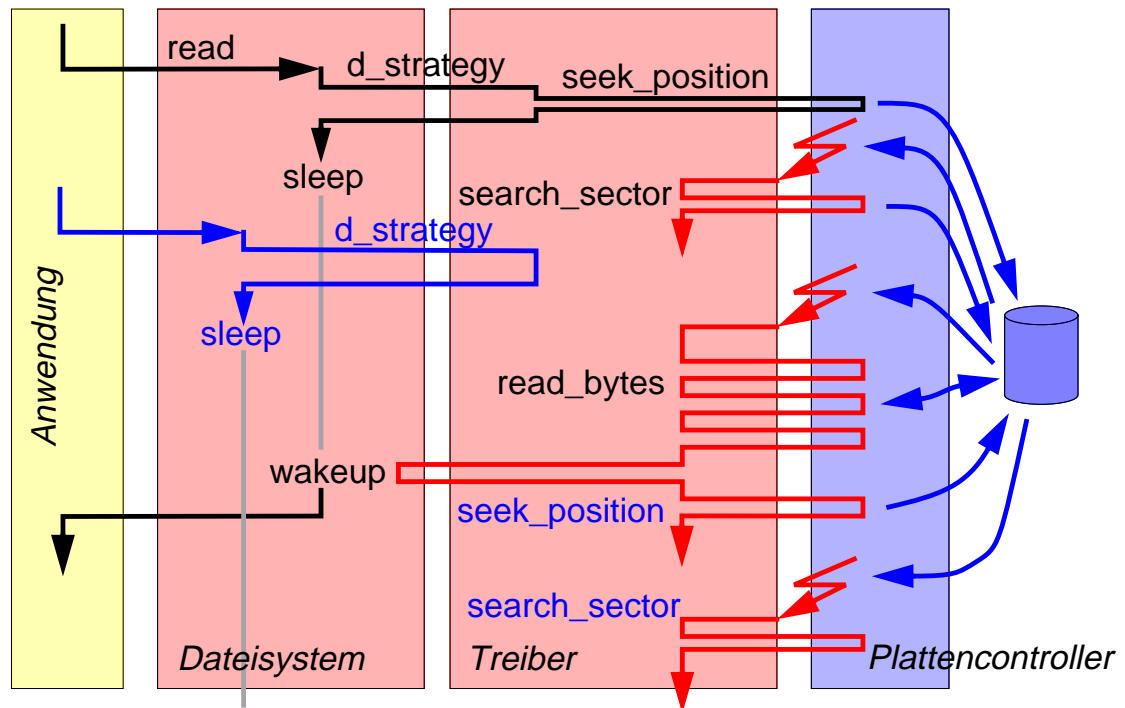 read
d_strategy
seek_position
sleep
search_sector
d_strategy
Anwendung
sleep
read_bytes
wakeup
seek_position
search_sector
Dateisystem
Treiber
Plattencontroller